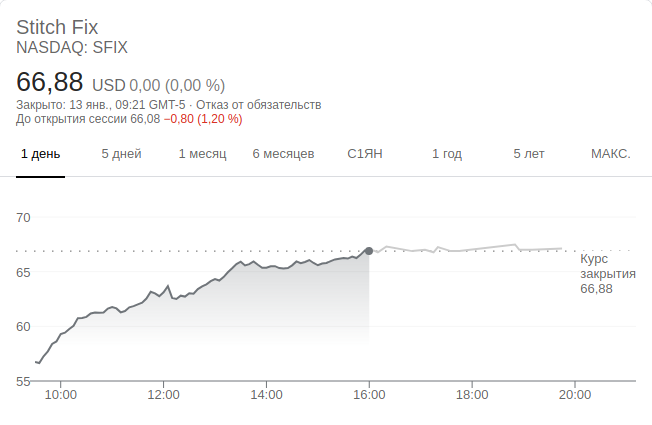 Stitch Fix
NASDAQ: SFIX
66,88 USD 0,00 (0,00 %)
Закрыто: 13 янв., 09:21 GMT-5 · Отказ от обязательств
До открытия сессии 66,08 −0,80 (1,20 %)
1 день 5 дней 1 месяц 6 месяцев С1ЯН 1 год 5 лет МАКС.
70
65
60
55
Курс
закрытия
66,88
10:00 12:00 14:00 16:00 18:00 20:00